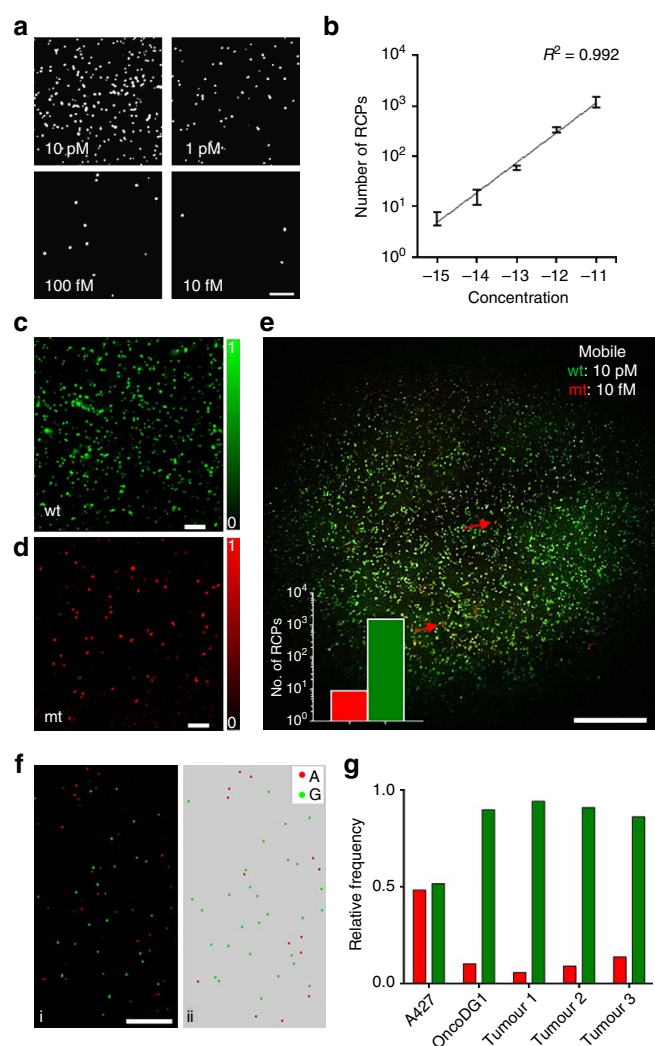 a
10 pM
1 pM
100 fM
10 fM
b
R² = 0.992
Number of RCPs
10⁴
10³
10²
10¹
10⁰
–15 –14 –13 –12 –11
Concentration
c
wt
1
0
d
mt
1
0
e
Mobile
wt: 10 pM
mt: 10 fM
No. of RCPs
10⁴
10³
10²
10¹
10⁰
f
i
A
G
ii
g
Relative frequency
1.0
0.5
0.0
A427
OncoDG1
Tumour 1
Tumour 2
Tumour 3